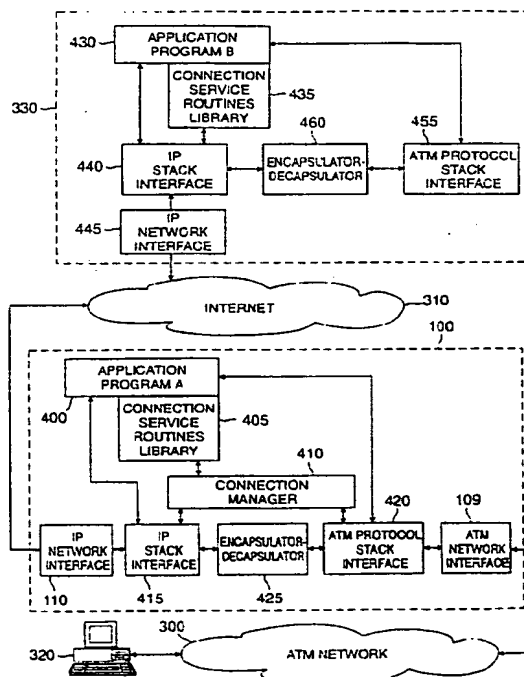 430
APPLICATION
PROGRAM B
330
CONNECTION
SERVICE
ROUTINES
LIBRARY
435
460
455
440
IP
STACK
INTERFACE
ENCAPSULATOR-
DECAPSULATOR
ATM PROTOCOL
STACK
INTERFACE
445
IP
NETWORK
INTERFACE
INTERNET
310
100
APPLICATION
PROGRAM A
400
CONNECTION
SERVICE
ROUTINES
LIBRARY
405
410
CONNECTION
MANAGER
420
109
IP
NETWORK
INTERFACE
IP
STACK
INTERFACE
ENCAPSULATOR-
DECAPSULATOR
ATM PROTOCOL
STACK
INTERFACE
ATM
NETWORK
INTERFACE
110
415
425
300
320
ATM NETWORK